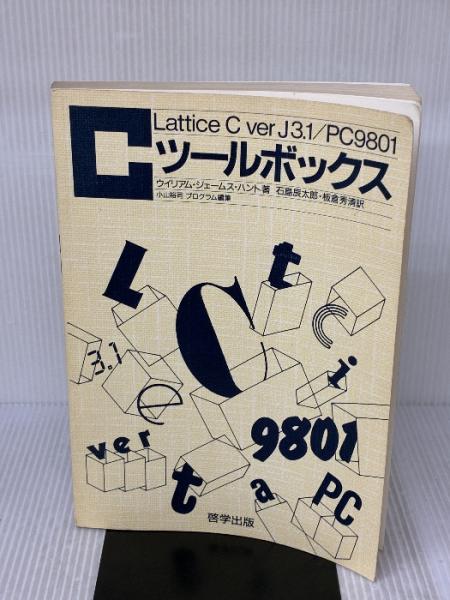 Lattice C ver J3.1/PC9801
Cツールボックス
ウイリアム・ジェームス・ハント著 石島辰太郎・板倉秀清訳
小山裕司 プログラム編集
L
t
C
C
3.1
e
i
ver
9801
t
a
PC
啓学出版